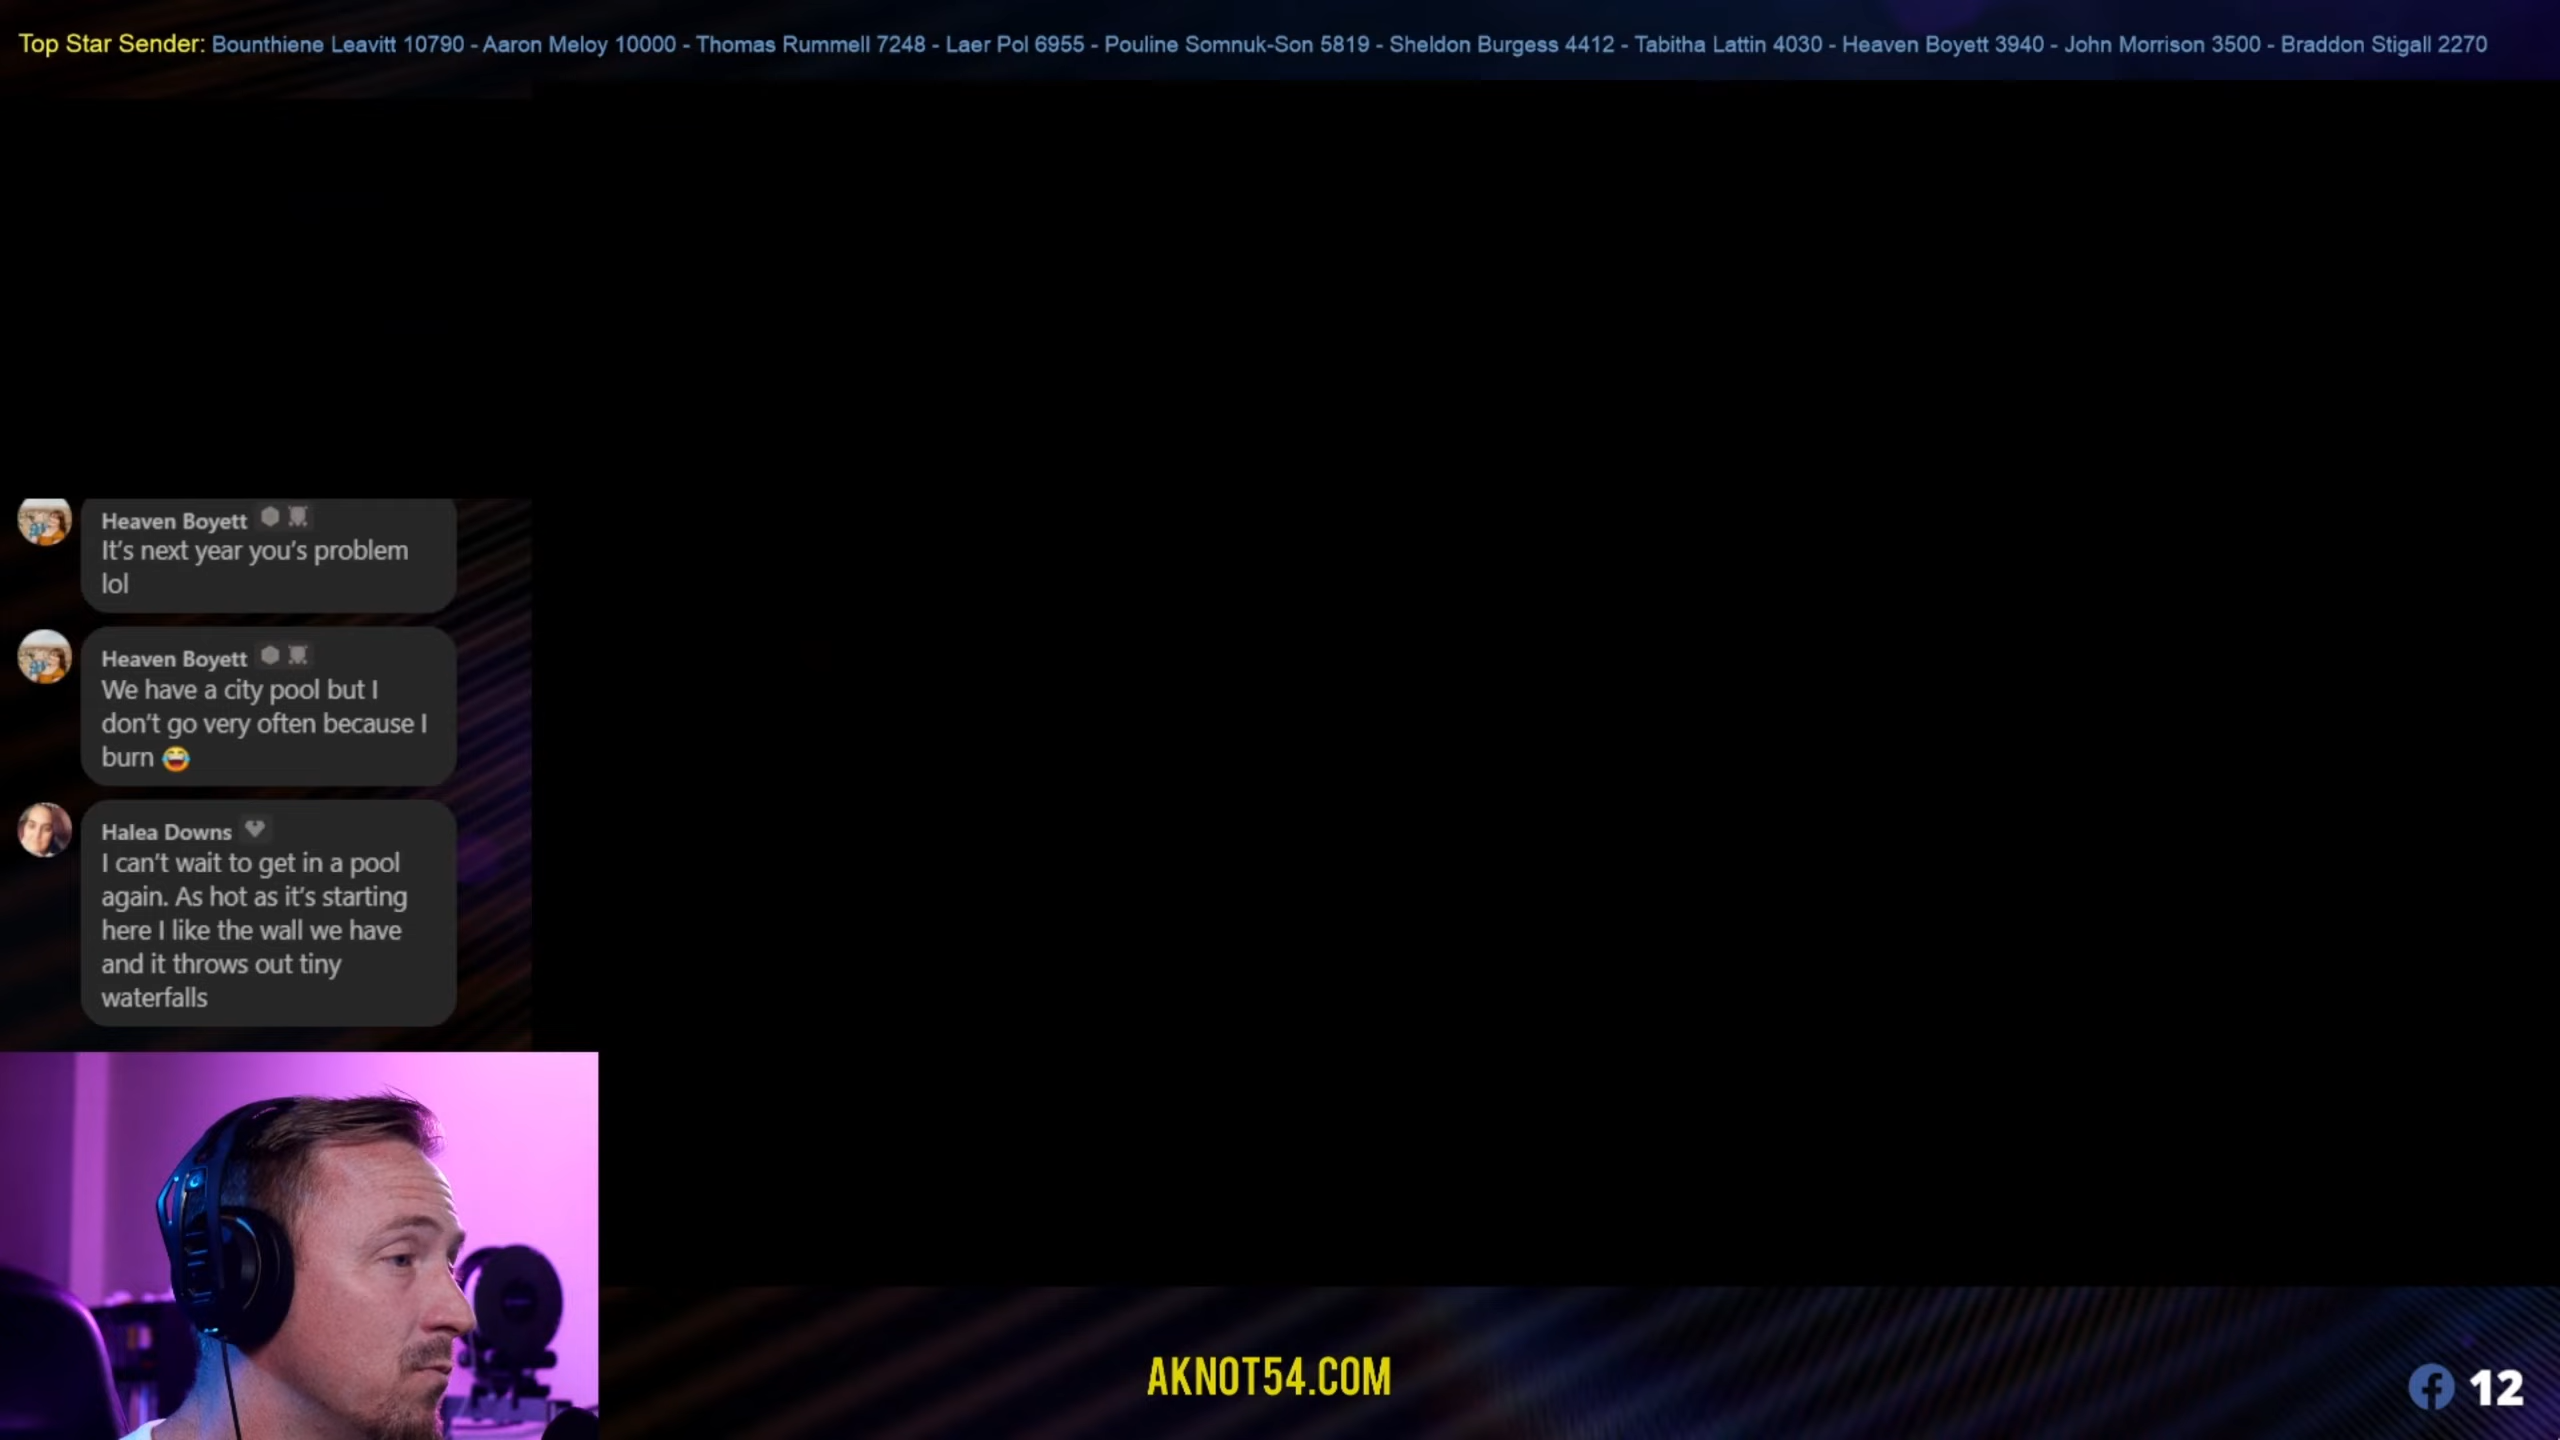 Top Star Sender: Bounthiene Leavitt 10790 - Aaron Meloy 10000 - Thomas Rummell 7248 - Laer Pol 6955 - Pouline Somnuk-Son 5819 - Sheldon Burgess 4412 - Tabitha Lattin 4030 - Heaven Boyett 3940 - John Morrison 3500 - Braddon Stigall 2270
Heaven Boyett
It's next year you's problem
lol
Heaven Boyett
We have a city pool but I
don't go very often because I
burn 😂
Halea Downs
I can't wait to get in a pool
again. As hot as it's starting
here I like the wall we have
and it throws out tiny
waterfalls
AKNOT54.COM
12